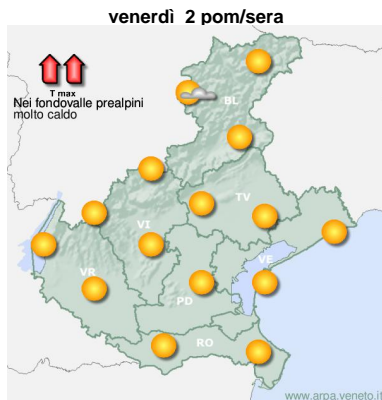 venerdì 2 pom/sera
T max
Nei fondovalle prealpini
molto caldo
BL
TV
VI
VE
VR
PD
RO
www.arpa.veneto.it